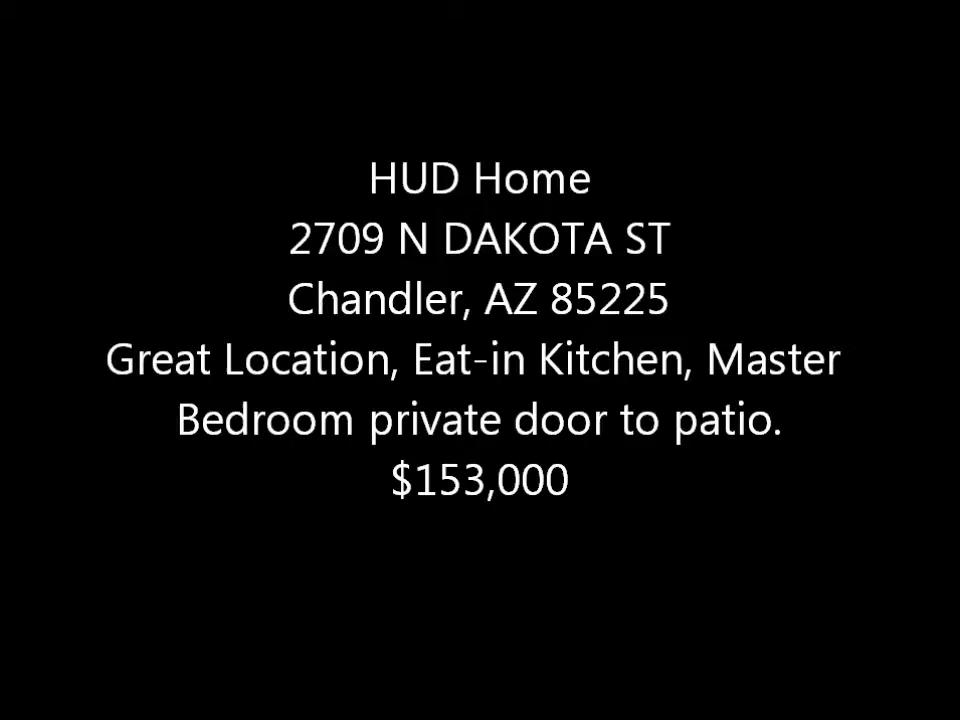 HUD Home
2709 N DAKOTA ST
Chandler, AZ 85225
Great Location, Eat-in Kitchen, Master
Bedroom private door to patio.
$153,000